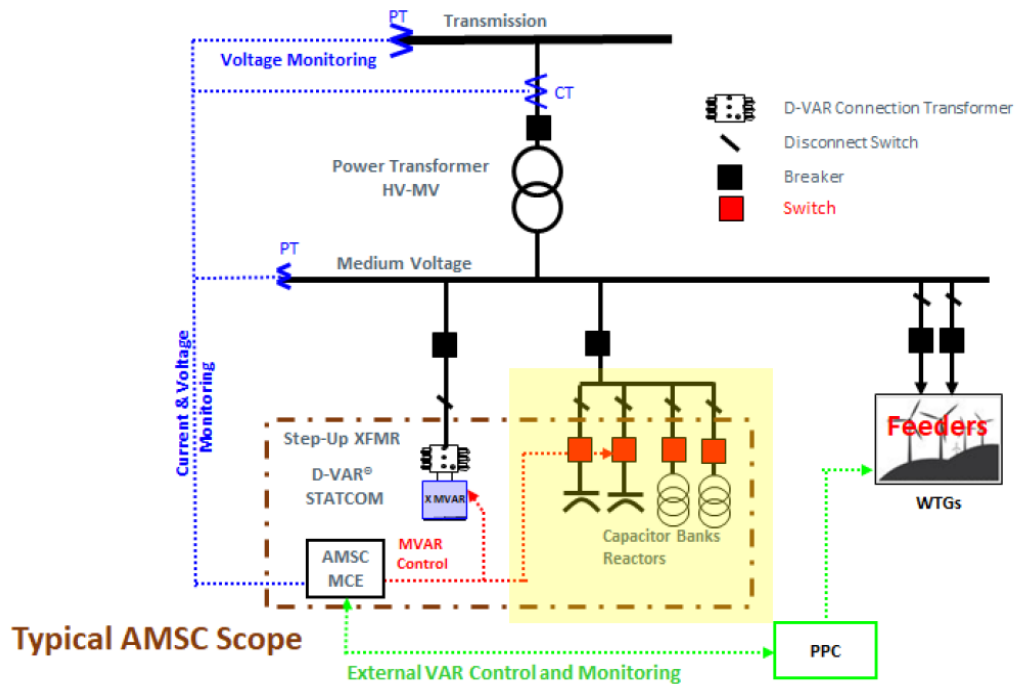 PT
Transmission
Voltage Monitoring
CT
D-VAR Connection Transformer
Disconnect Switch
Breaker
Switch
Power Transformer
HV-MV
PT
Medium Voltage
Current & Voltage
Monitoring
Feeders
WTGs
Step-Up XFMR
D-VAR®
STATCOM
X MVAR
Capacitor Banks
Reactors
MVAR
Control
AMSC
MCE
Typical AMSC Scope
PPC
External VAR Control and Monitoring